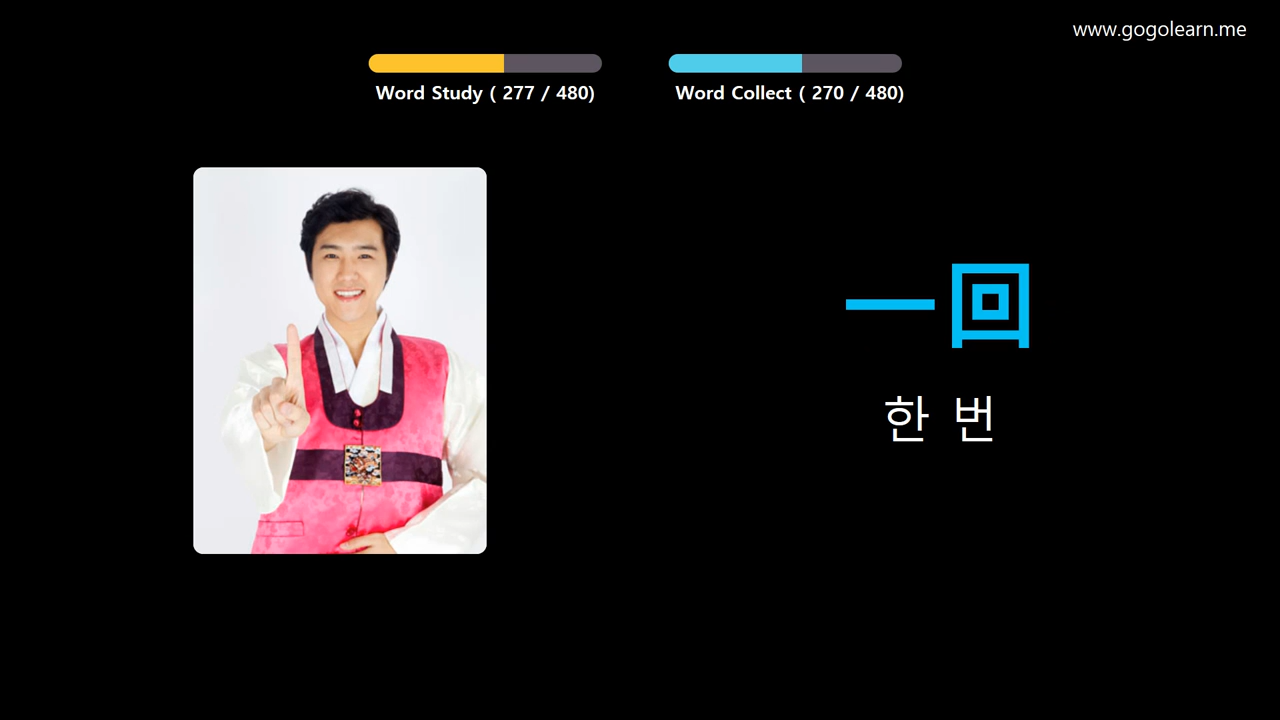 www.gogolearn.me
Word Study ( 277 / 480)
Word Collect ( 270 / 480)
一回
한 번